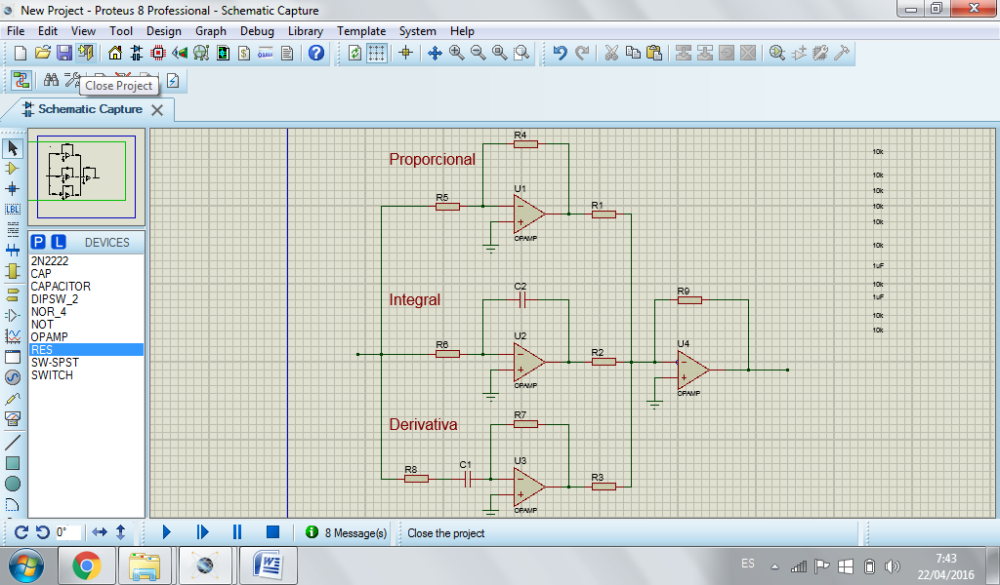 New Project - Proteus 8 Professional - Schematic Capture
File Edit View Tool Design Graph Debug Library Template System Help
Close Project
Schematic Capture
P L DEVICES
2N2222
CAP
CAPACITOR
DIPSW_2
NOR_4
NOT
OPAMP
RES
SW-SPST
SWITCH
LBL
R4
Proporcional
10k
10k
U1
10k
R5
R1
10k
10k
OPAMP
10k
1uF
C2
10k
R9
Integral
1uF
10k
10k
U2
R6
R2
U4
OPAMP
OPAMP
R7
Derivativa
U3
C1
R8
R3
OPAMP
0°
8 Message(s)
Close the project
ES
7:43
22/04/2016